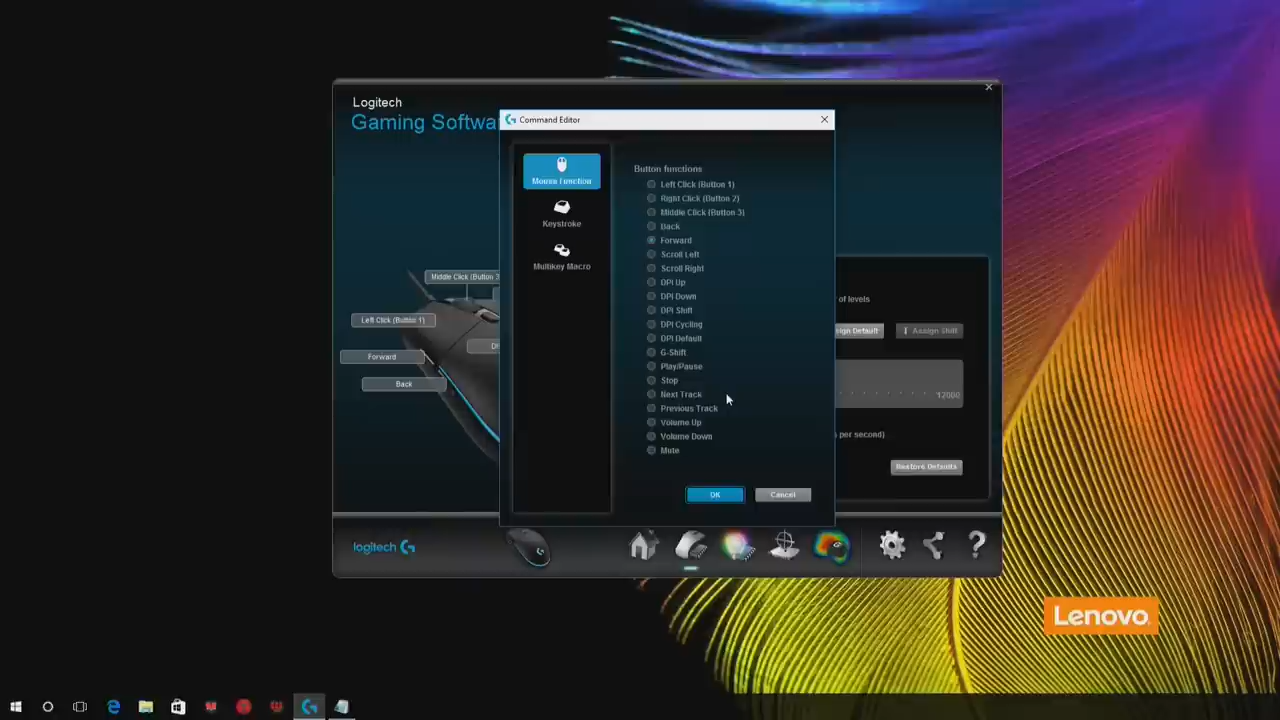 Logitech
Gaming Softwa
Command Editor
Mouse Function
Keystroke
Multikey Macro
Button functions
Left Click (Button 1)
Right Click (Button 2)
Middle Click (Button 3)
Back
Forward
Scroll Left
Scroll Right
DPI Up
DPI Down
DPI Shift
DPI Cycling
DPI Default
G-Shift
Play/Pause
Stop
Next Track
Previous Track
Volume Up
Volume Down
Mute
OK
Cancel
Middle Click (Button 3
Left Click (Button 1)
Forward
Back
of levels
ign Default
Assign Shift
12000
per second)
Restore Defaults
logitech G
Lenovo